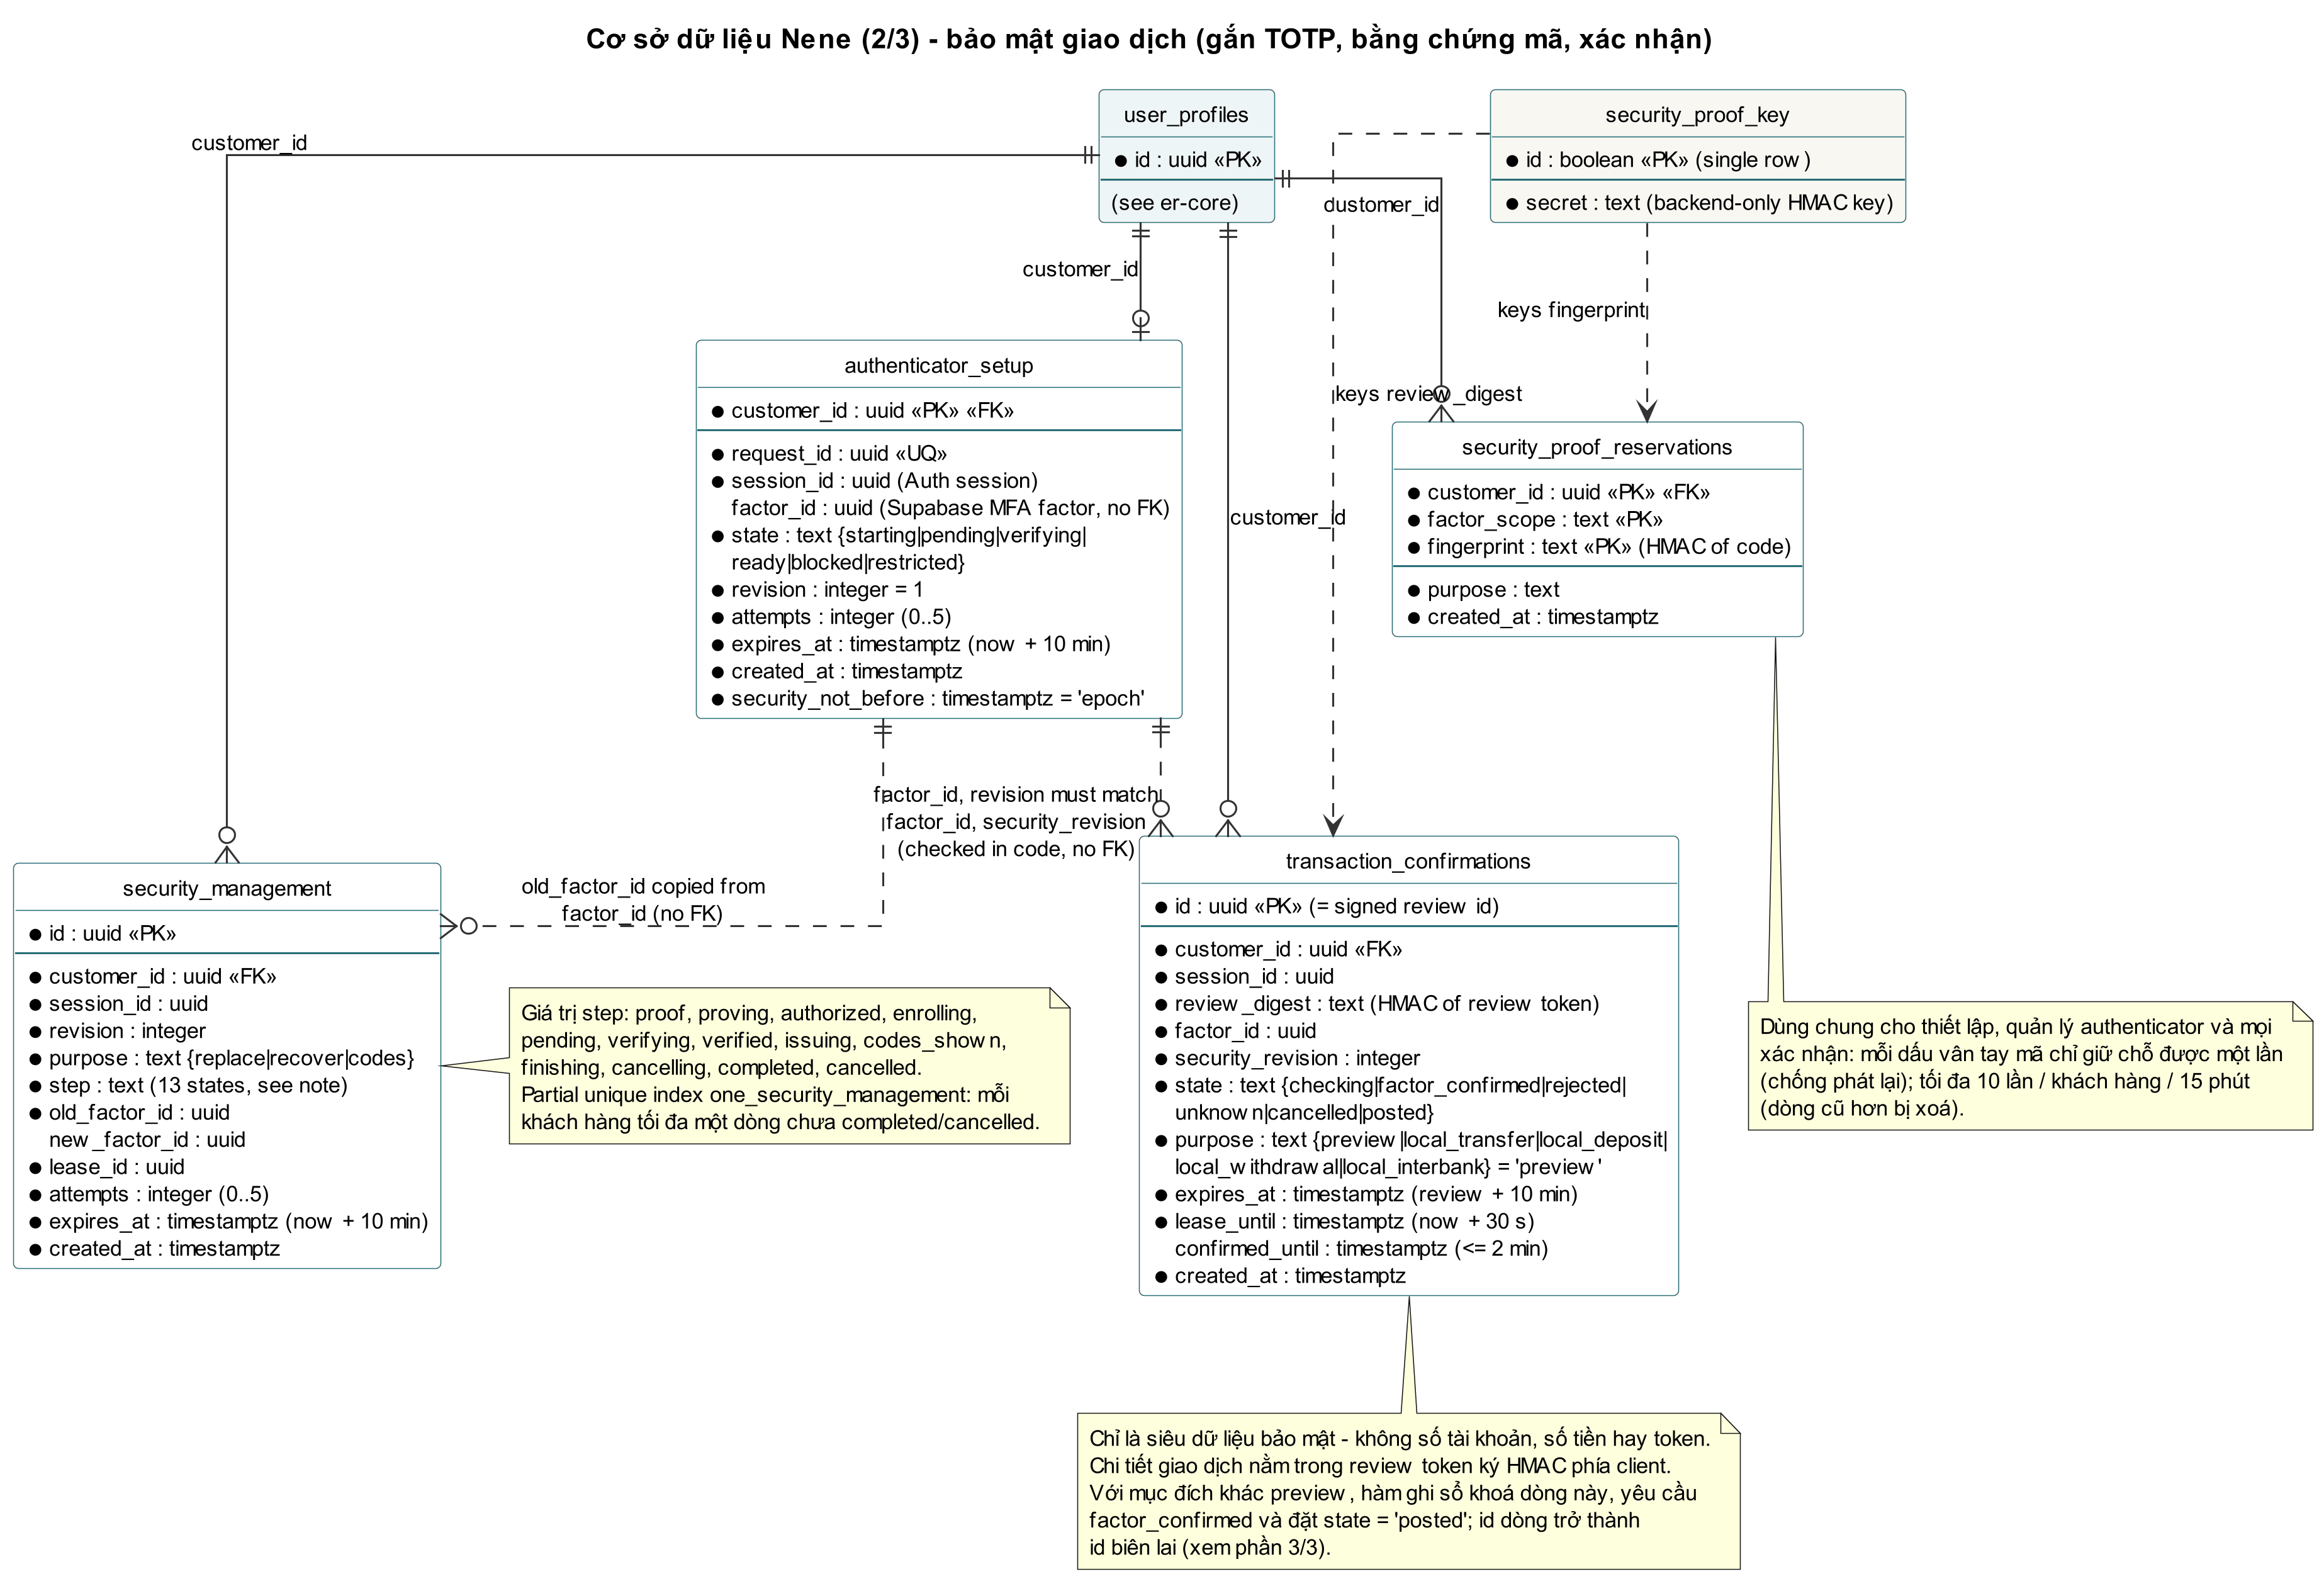 Cơ sở dữ liệu Nene (2/3) - bảo mật giao dịch (gắn TOTP, bằng chứng mã, xác nhận)
user_profiles
id : uuid «PK»
(see er-core)
security_proof_key
id : boolean «PK» (single row)
secret : text (backend-only HMAC key)
customer_id
customer_id
customer_id
keys fingerprint
keys review_digest
customer_id
authenticator_setup
customer_id : uuid «PK» «FK»
request_id : uuid «UQ»
session_id : uuid (Auth session)
factor_id : uuid (Supabase MFA factor, no FK)
state : text {starting|pending|verifying|
ready|blocked|restricted}
revision : integer = 1
attempts : integer (0..5)
expires_at : timestamptz (now + 10 min)
created_at : timestamptz
security_not_before : timestamptz = 'epoch'
security_proof_reservations
customer_id : uuid «PK» «FK»
factor_scope : text «PK»
fingerprint : text «PK» (HMAC of code)
purpose : text
created_at : timestamptz
factor_id, revision must match
factor_id, security_revision
(checked in code, no FK)
old_factor_id copied from
factor_id (no FK)
security_management
id : uuid «PK»
customer_id : uuid «FK»
session_id : uuid
revision : integer
purpose : text {replace|recover|codes}
step : text (13 states, see note)
old_factor_id : uuid
new_factor_id : uuid
lease_id : uuid
attempts : integer (0..5)
expires_at : timestamptz (now + 10 min)
created_at : timestamptz
Giá trị step: proof, proving, authorized, enrolling,
pending, verifying, verified, issuing, codes_shown,
finishing, cancelling, completed, cancelled.
Partial unique index one_security_management: mỗi
khách hàng tối đa một dòng chưa completed/cancelled.
transaction_confirmations
id : uuid «PK» (= signed review id)
customer_id : uuid «FK»
session_id : uuid
review_digest : text (HMAC of review token)
factor_id : uuid
security_revision : integer
state : text {checking|factor_confirmed|rejected|
unknown|cancelled|posted}
purpose : text {preview|local_transfer|local_deposit|
local_withdrawal|local_interbank} = 'preview'
expires_at : timestamptz (review + 10 min)
lease_until : timestamptz (now + 30 s)
confirmed_until : timestamptz (<= 2 min)
created_at : timestamptz
Dùng chung cho thiết lập, quản lý authenticator và mọi
xác nhận: mỗi dấu vân tay mã chỉ giữ chỗ được một lần
(chống phát lại); tối đa 10 lần / khách hàng / 15 phút
(dòng cũ hơn bị xoá).
Chỉ là siêu dữ liệu bảo mật - không số tài khoản, số tiền hay token.
Chi tiết giao dịch nằm trong review token ký HMAC phía client.
Với mục đích khác preview, hàm ghi sổ khoá dòng này, yêu cầu
factor_confirmed và đặt state = 'posted'; id dòng trở thành
id biên lai (xem phần 3/3).